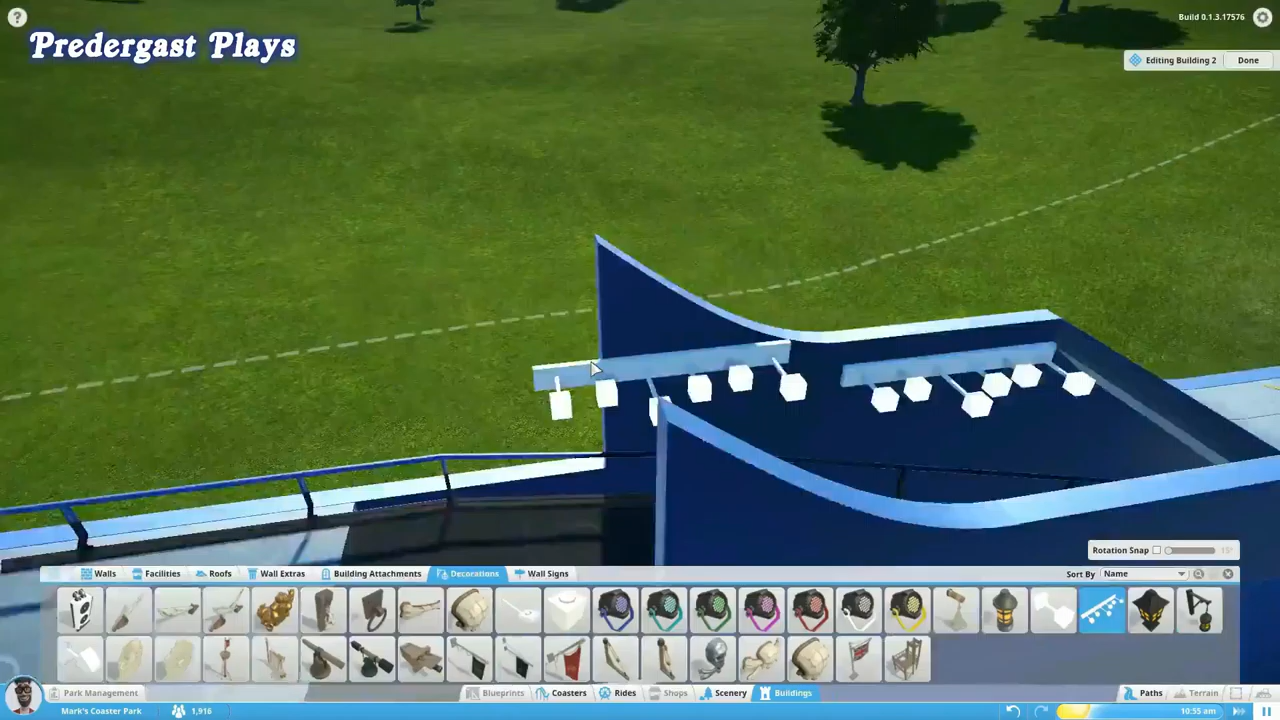 ?
Predergast Plays
Build 0.1.3.17576
Editing Building 2 Done
Rotation Snap 15°
Walls Facilities Roofs Wall Extras Building Attachments Decorations Wall Signs Sort By Name
Park Management Blueprints Coasters Rides Shops Scenery Buildings Paths Terrain
Mark's Coaster Park 1,916 10:55 am